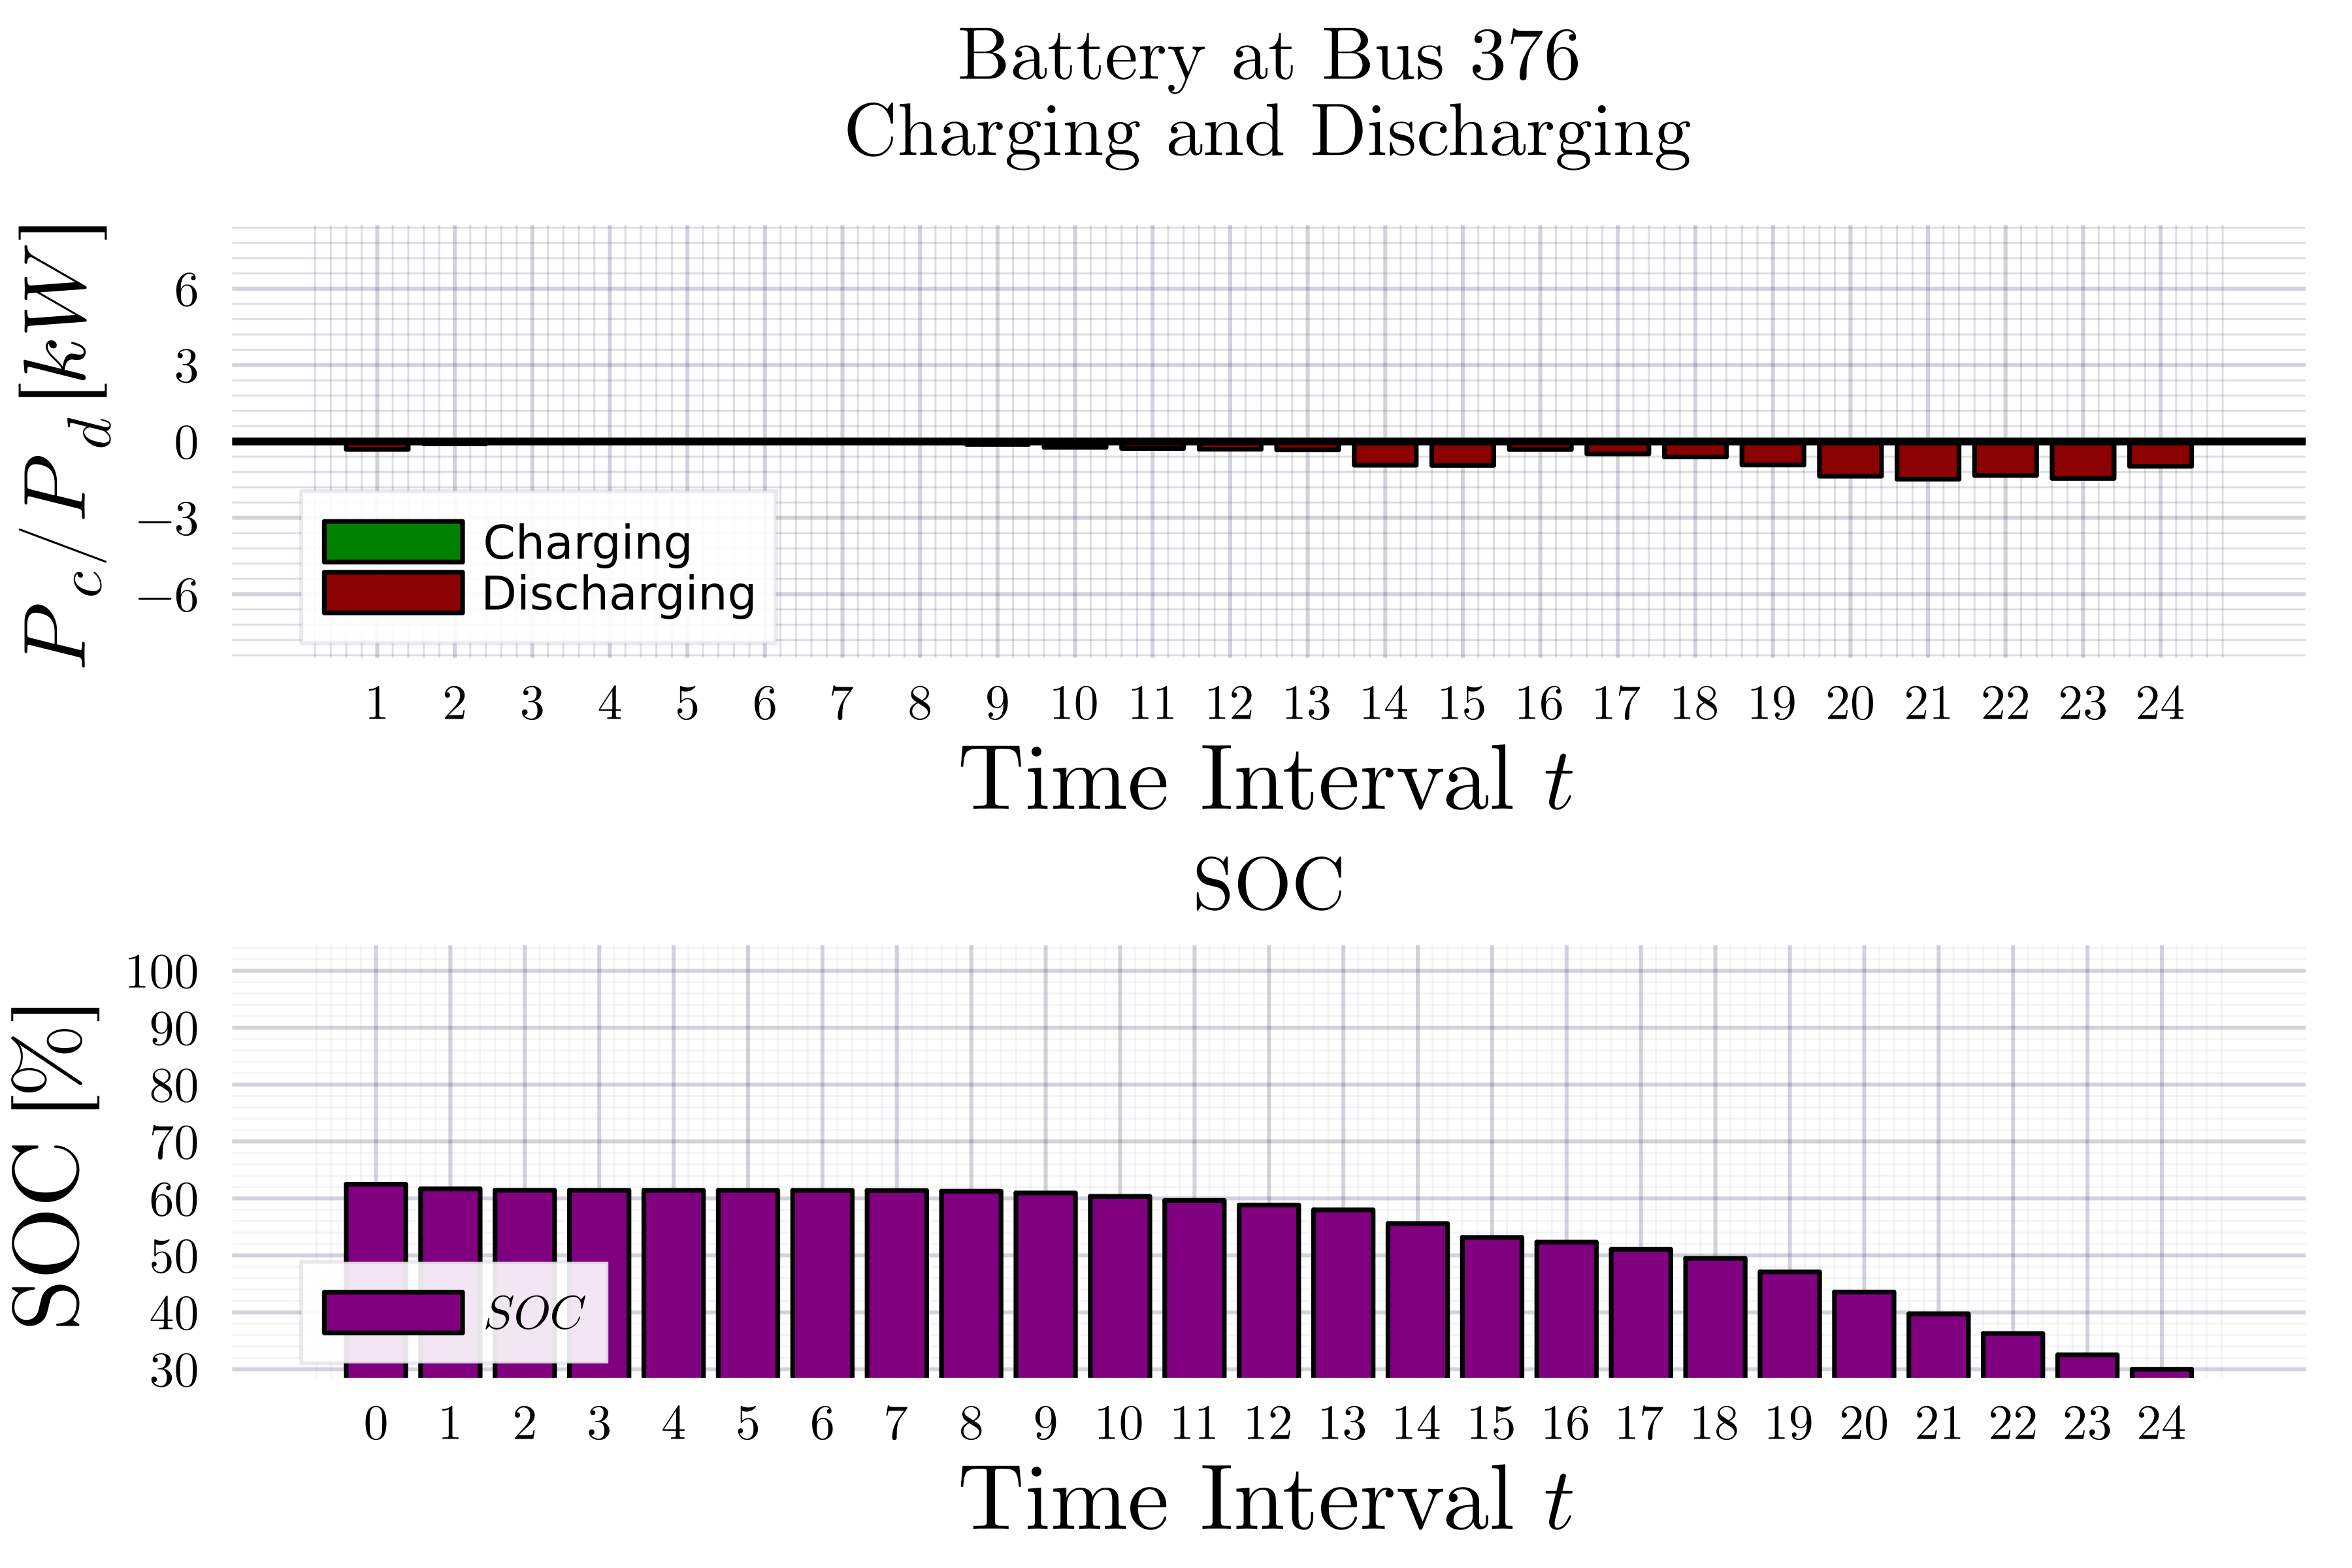 Battery at Bus 376
Charging and Discharging
P_c/P_d [kW]
6
3
0
−3
−6
Charging
Discharging
1 2 3 4 5 6 7 8 9 10 11 12 13 14 15 16 17 18 19 20 21 22 23 24
Time Interval t
SOC
SOC [%]
100
90
80
70
60
50
40
30
SOC
0 1 2 3 4 5 6 7 8 9 10 11 12 13 14 15 16 17 18 19 20 21 22 23 24
Time Interval t